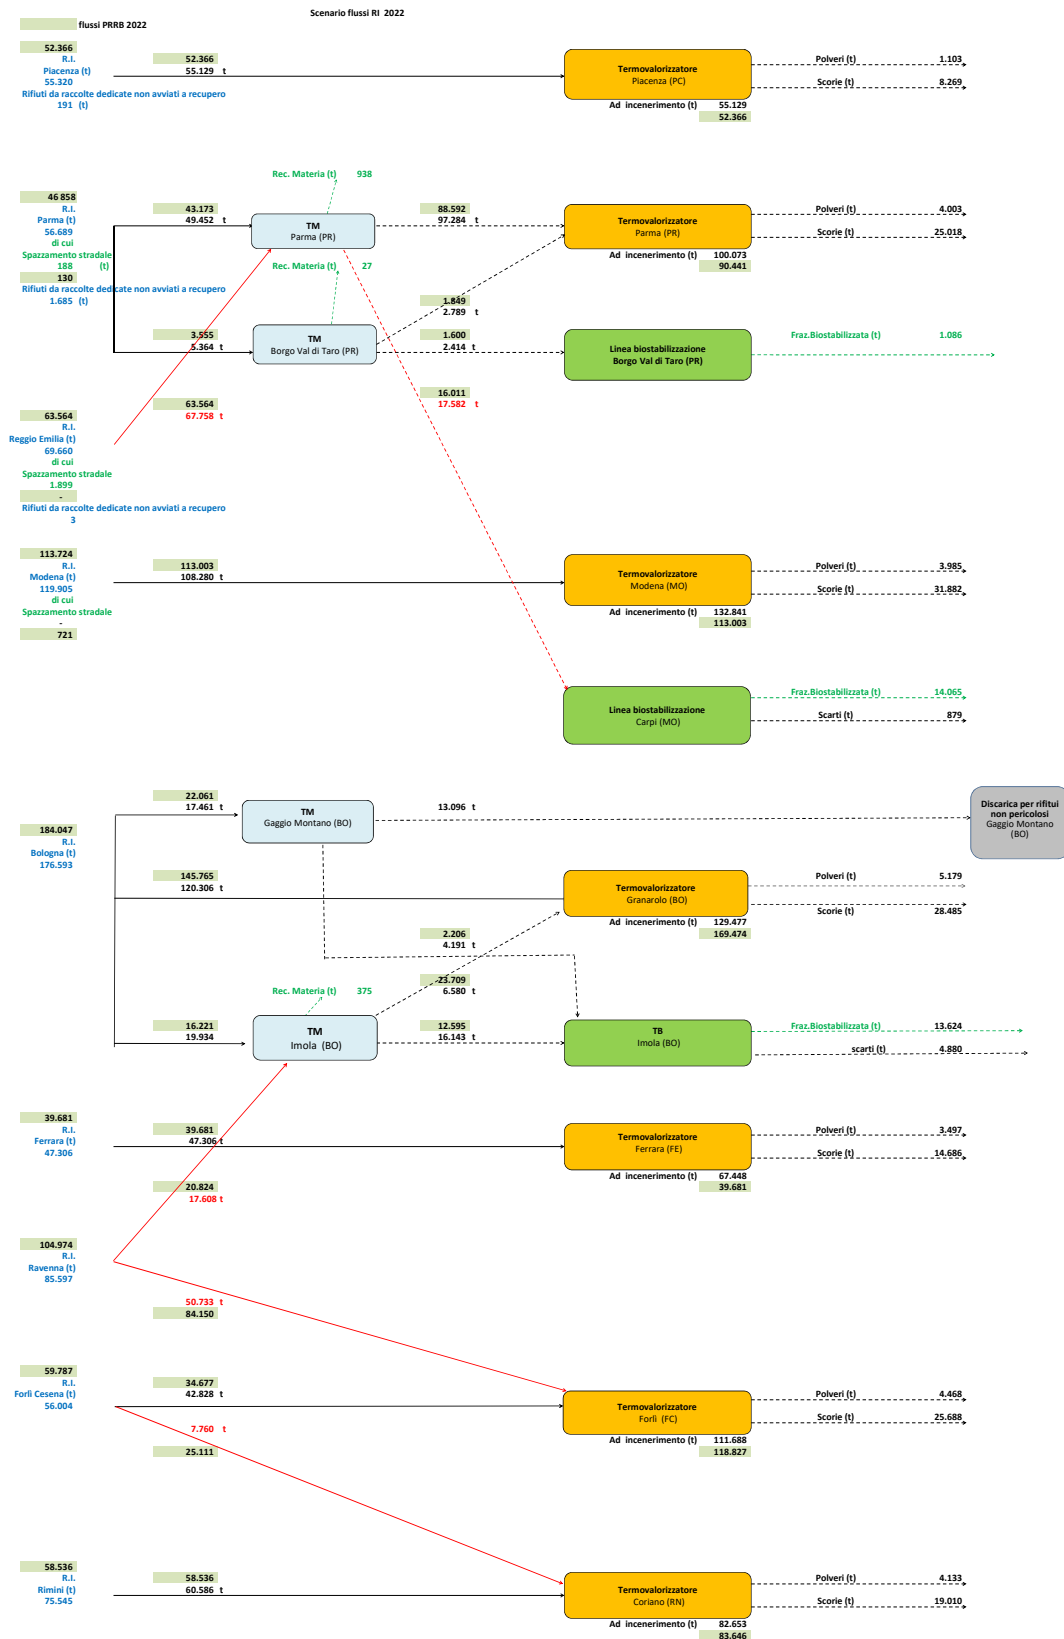 Scenario flussi RI 2022
flussi PRRB 2022
52.366
R.I.
Piacenza (t)
55.320
Rifiuti da raccolte dedicate non avviati a recupero
191 (t)
52.366
55.129 t
Termovalorizzatore
Piacenza (PC)
Ad incenerimento (t) 55.129
52.366
Polveri (t) 1.103
Scorie (t) 8.269
46 858
R.I.
Parma (t)
56.689
di cui
Spazzamento stradale
188 (t)
130
Rifiuti da raccolte dedicate non avviati a recupero
1.685 (t)
43.173
49.452 t
Rec. Materia (t) 938
TM
Parma (PR)
88.592
97.284 t
Termovalorizzatore
Parma (PR)
Ad incenerimento (t) 100.073
90.441
Polveri (t) 4.003
Scorie (t) 25.018
Rec. Materia (t) 27
3.555
5.364 t
TM
Borgo Val di Taro (PR)
1.849
2.789 t
1.600
2.414 t
Linea biostabilizzazione
Borgo Val di Taro (PR)
Fraz.Biostabilizzata (t) 1.086
16.011
17.582 t
63.564
67.758 t
63.564
R.I.
Reggio Emilia (t)
69.660
di cui
Spazzamento stradale
1.899
-
Rifiuti da raccolte dedicate non avviati a recupero
3
113.724
R.I.
Modena (t)
119.905
di cui
Spazzamento stradale
-
721
113.003
108.280 t
Termovalorizzatore
Modena (MO)
Ad incenerimento (t) 132.841
113.003
Polveri (t) 3.985
Scorie (t) 31.882
Linea biostabilizzazione
Carpi (MO)
Fraz.Biostabilizzata (t) 14.065
Scarti (t) 879
22.061
17.461 t
TM
Gaggio Montano (BO)
13.096 t
Discarica per rifitui
non pericolosi
Gaggio Montano
(BO)
184.047
R.I.
Bologna (t)
176.593
145.765
120.306 t
Termovalorizzatore
Granarolo (BO)
Ad incenerimento (t) 129.477
169.474
Polveri (t) 5.179
Scorie (t) 28.485
2.206
4.191 t
23.709
6.580 t
Rec. Materia (t) 375
16.221
19.934
TM
Imola (BO)
12.595
16.143 t
TB
Imola (BO)
Fraz.Biostabilizzata (t) 13.624
scarti (t) 4.880
39.681
R.I.
Ferrara (t)
47.306
39.681
47.306 t
Termovalorizzatore
Ferrara (FE)
Ad incenerimento (t) 67.448
39.681
Polveri (t) 3.497
Scorie (t) 14.686
20.824
17.608 t
104.974
R.I.
Ravenna (t)
85.597
50.733 t
84.150
59.787
R.I.
Forlì Cesena (t)
56.004
34.677
42.828 t
7.760 t
25.111
Termovalorizzatore
Forlì (FC)
Ad incenerimento (t) 111.688
118.827
Polveri (t) 4.468
Scorie (t) 25.688
58.536
R.I.
Rimini (t)
75.545
58.536
60.586 t
Termovalorizzatore
Coriano (RN)
Ad incenerimento (t) 82.653
83.646
Polveri (t) 4.133
Scorie (t) 19.010